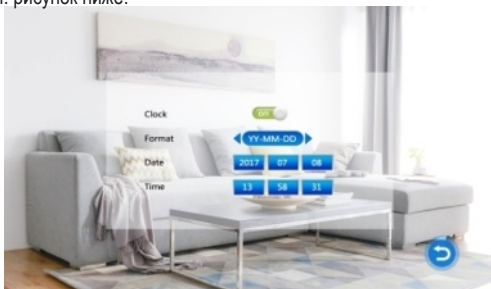 рисунок ниже.
Clock on
Format YY-MM-DD
Date 2017 07 08
Time 13 58 31